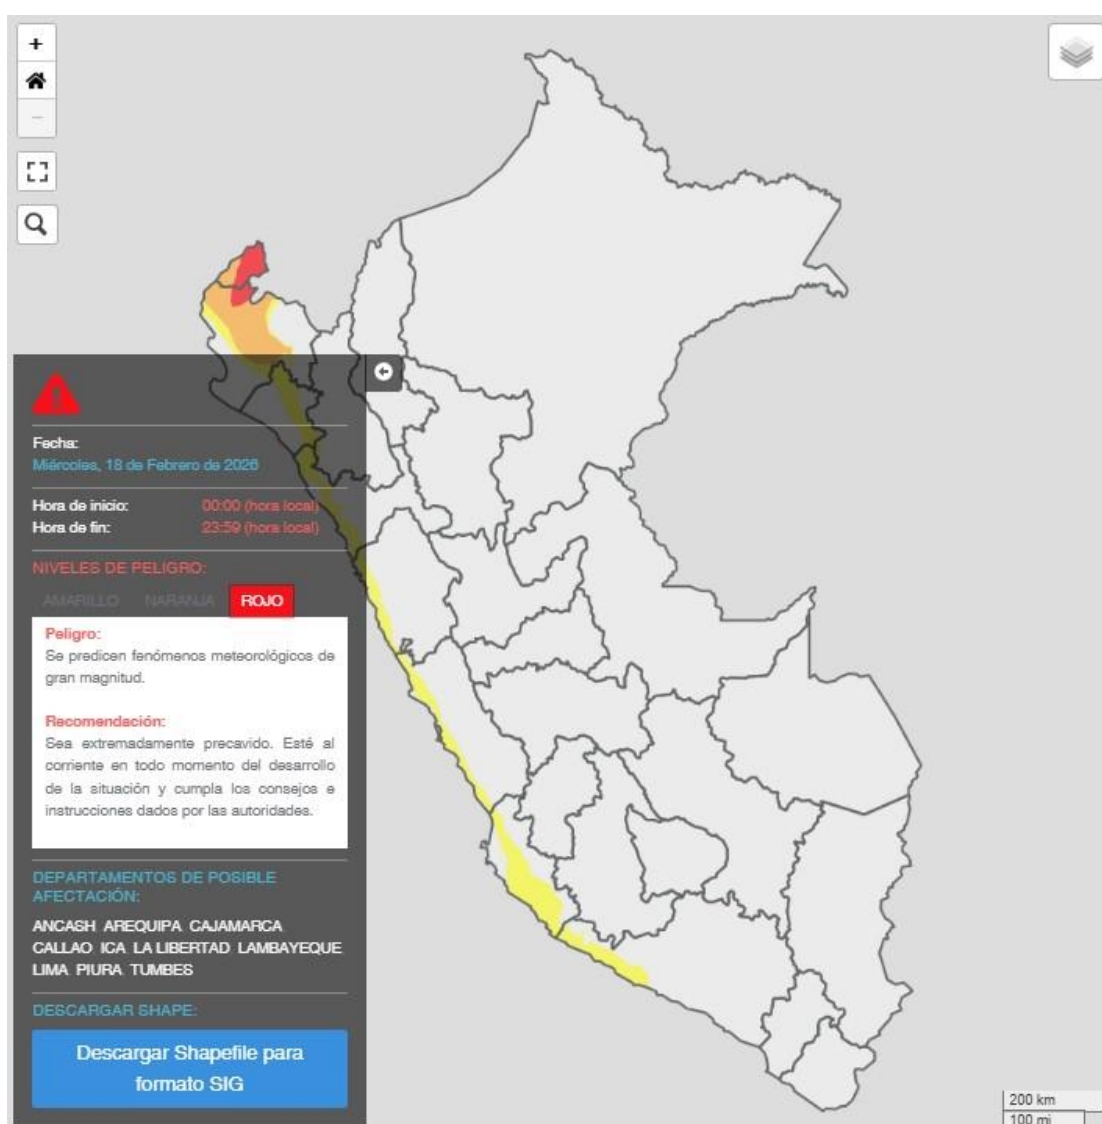 +
−
Fecha:
Miércoles, 18 de Febrero de 2026
Hora de inicio: 00:00 (hora local)
Hora de fin: 23:59 (hora local)
NIVELES DE PELIGRO:
AMARILLO NARANJA ROJO
Peligro:
Se predicen fenómenos meteorológicos de
gran magnitud.
Recomendación:
Sea extremadamente precavido. Esté al
corriente en todo momento del desarrollo
de la situación y cumpla los consejos e
instrucciones dados por las autoridades.
DEPARTAMENTOS DE POSIBLE
AFECTACIÓN:
ANCASH AREQUIPA CAJAMARCA
CALLAO ICA LA LIBERTAD LAMBAYEQUE
LIMA PIURA TUMBES
DESCARGAR SHAPE:
Descargar Shapefile para
formato SIG
200 km
100 mi